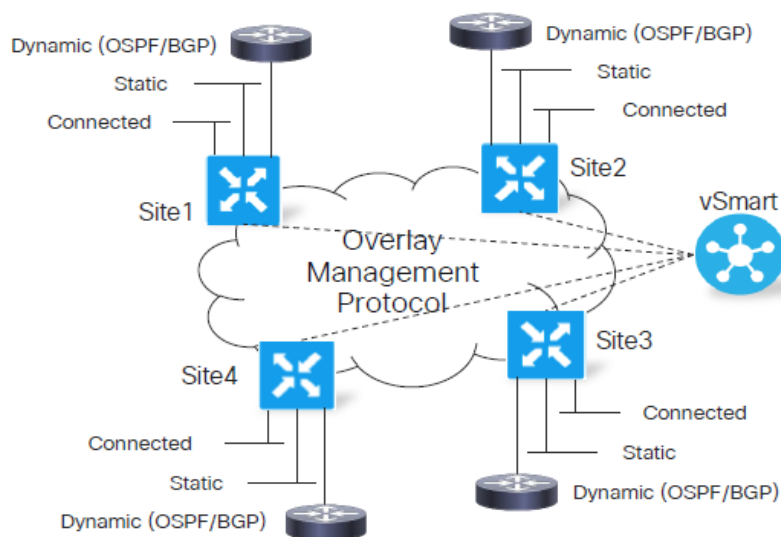 Dynamic (OSPF/BGP)
Static
Connected
Site1
Dynamic (OSPF/BGP)
Static
Connected
Site2
vSmart
Overlay
Management
Protocol
Site4
Connected
Static
Dynamic (OSPF/BGP)
Site3
Connected
Static
Dynamic (OSPF/BGP)